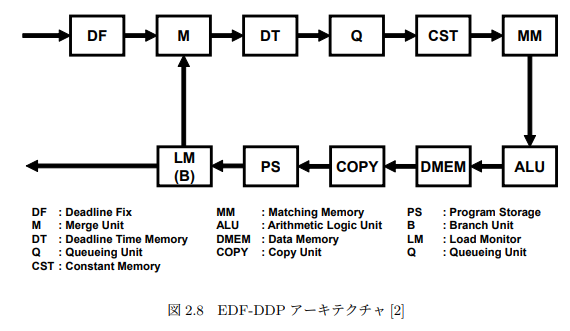 DF M DT Q CST MM
LM PS COPY DMEM ALU
(B)
DF : Deadline Fix MM : Matching Memory PS : Program Storage
M : Merge Unit ALU : Arithmetic Logic Unit B : Branch Unit
DT : Deadline Time Memory DMEM : Data Memory LM : Load Monitor
Q : Queueing Unit COPY : Copy Unit Q : Queueing Unit
CST : Constant Memory
図 2.8 EDF-DDP アーキテクチャ [2]